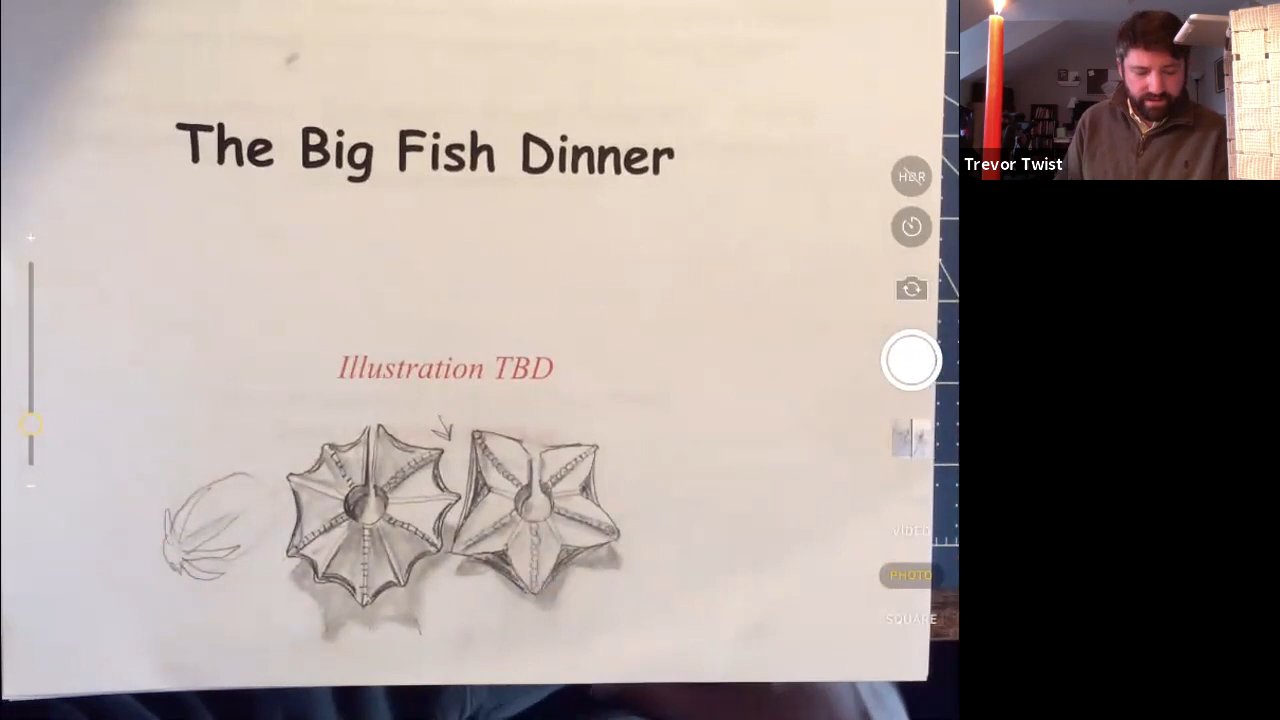 The Big Fish Dinner
Illustration TBD
HDR
VIDEO
PHOTO
SQUARE
Trevor Twist